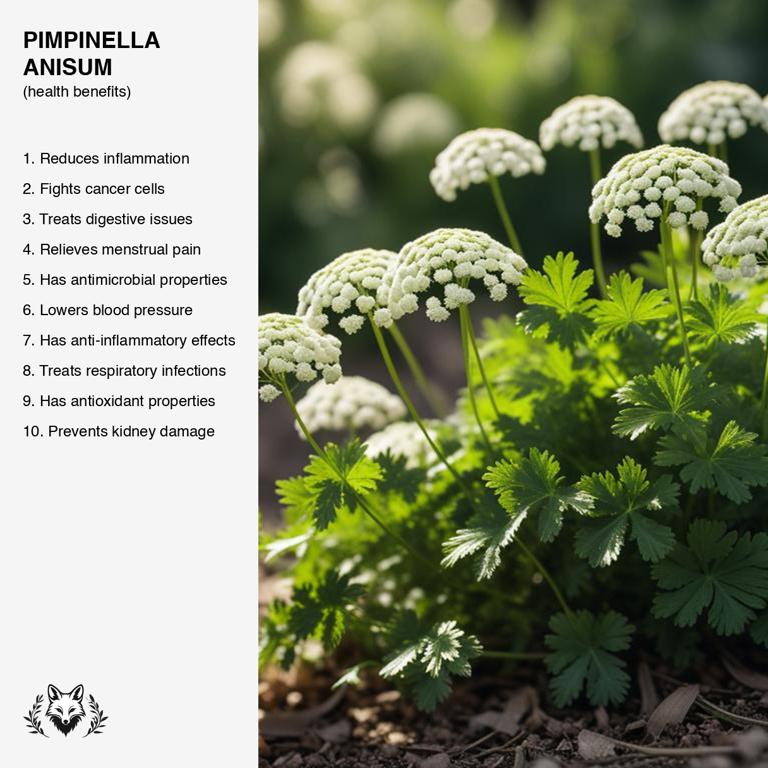 PIMPINELLA
ANISUM
(health benefits)
1. Reduces inflammation
2. Fights cancer cells
3. Treats digestive issues
4. Relieves menstrual pain
5. Has antimicrobial properties
6. Lowers blood pressure
7. Has anti-inflammatory effects
8. Treats respiratory infections
9. Has antioxidant properties
10. Prevents kidney damage